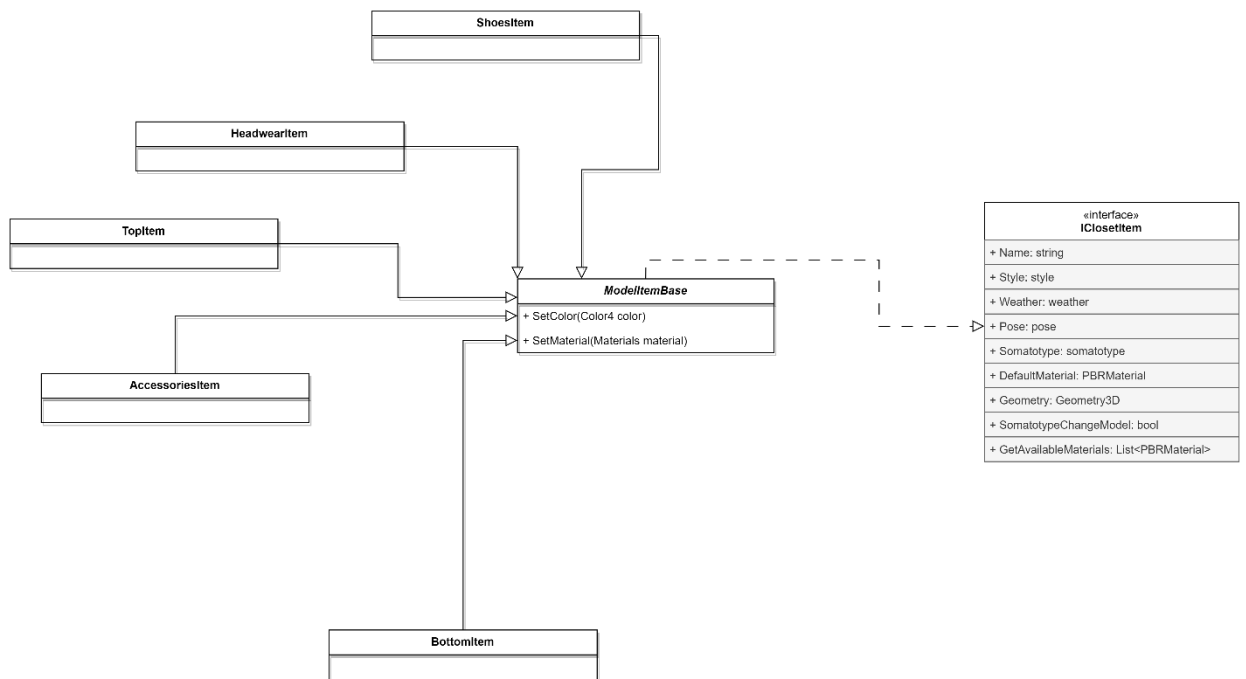 ShoesItem
HeadwearItem
TopItem
«interface»
IClosetItem
+ Name: string
+ Style: style
+ Weather: weather
+ Pose: pose
+ Somatotype: somatotype
+ DefaultMaterial: PBRMaterial
+ Geometry: Geometry3D
+ SomatotypeChangeModel: bool
+ GetAvailableMaterials: List<PBRMaterial>
ModelItemBase
+ SetColor(Color4 color)
+ SetMaterial(Materials material)
AccessoriesItem
BottomItem